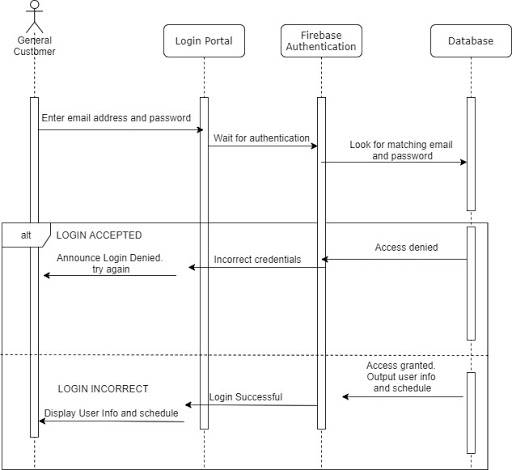 General
Customer
Login Portal
Firebase
Authentication
Database
Enter email address and password
Wait for authentication
Look for matching email
and password
alt
LOGIN ACCEPTED
Access denied
Announce Login Denied.
try again
Incorrect credentials
Access granted.
Output user info
and schedule
LOGIN INCORRECT
Login Successful
Display User Info and schedule